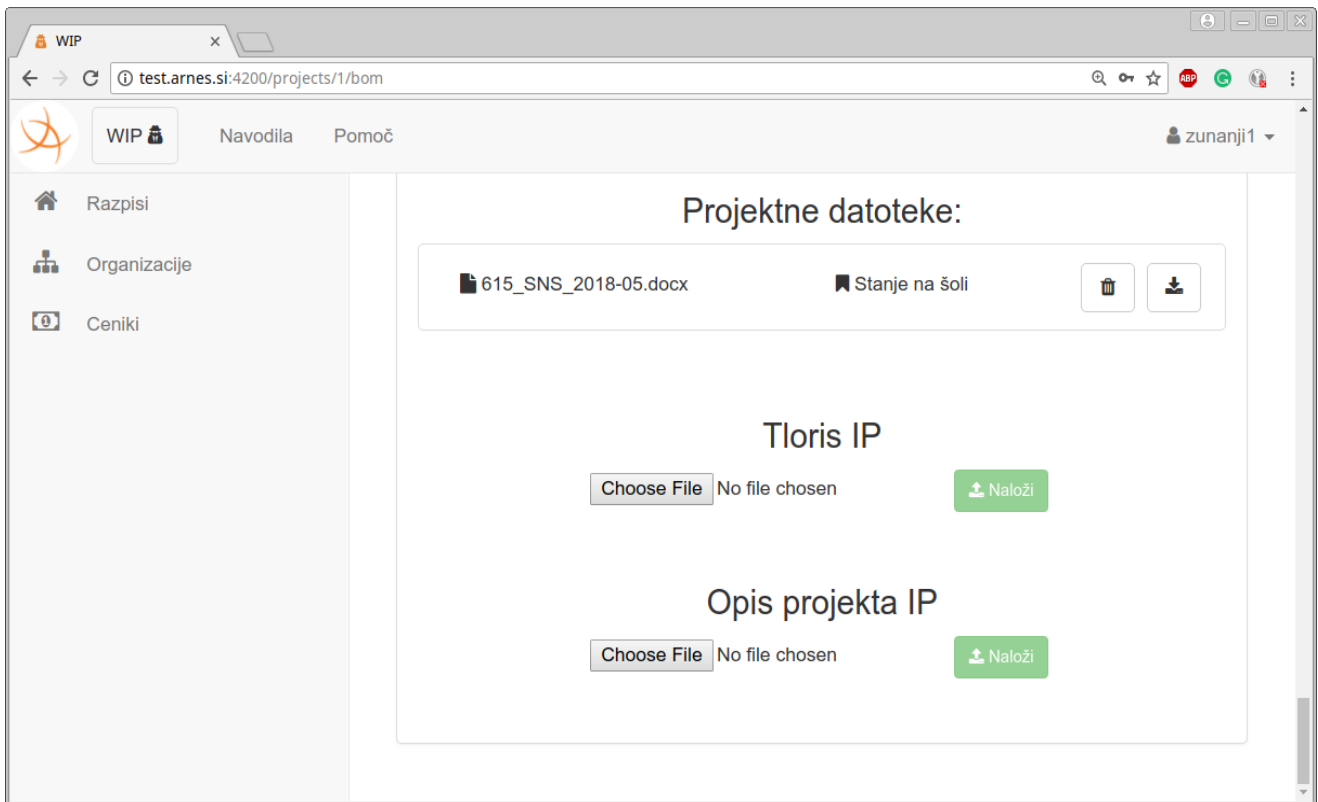 WIP
test.arnes.si:4200/projects/1/bom
ABP
WIP Navodila Pomoč zunanji1
Razpisi
Organizacije
Ceniki
Projektne datoteke:
615_SNS_2018-05.docx Stanje na šoli
Tloris IP
Choose File No file chosen Naloži
Opis projekta IP
Choose File No file chosen Naloži